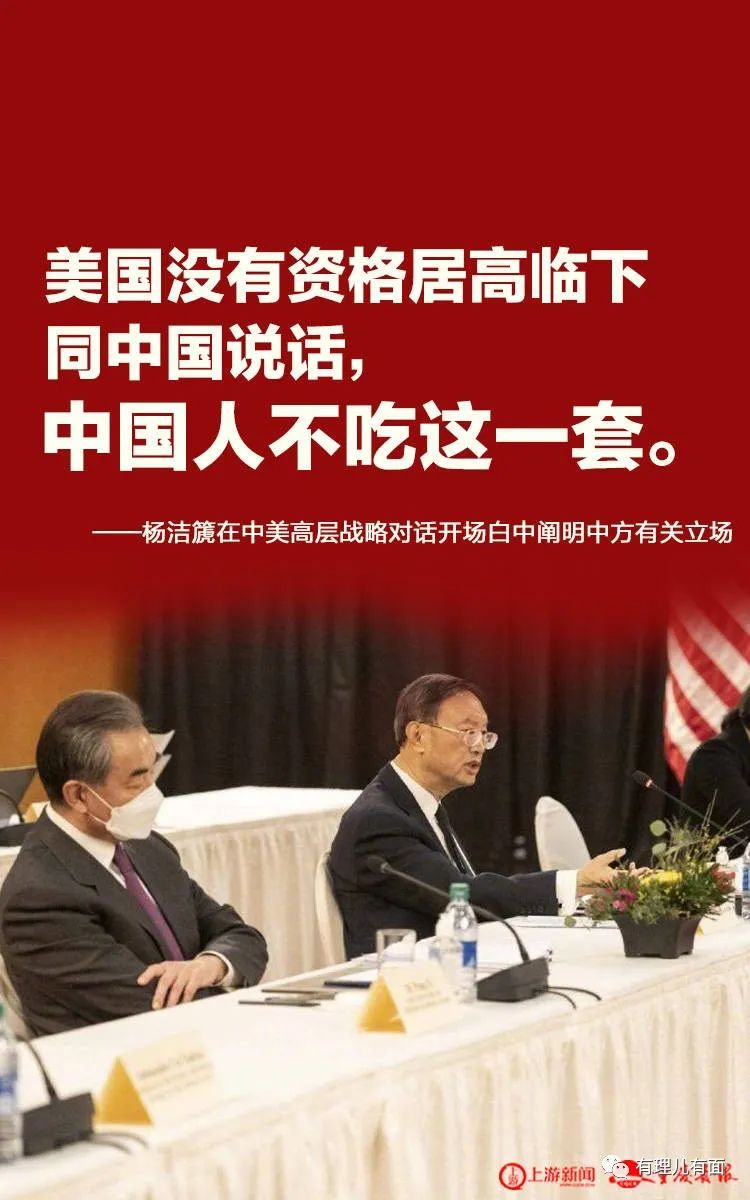 美国没有资格居高临下
同中国说话，
中国人不吃这一套。
——杨洁篪在中美高层战略对话开场白中阐明中方有关立场
上游新闻
有理儿有面